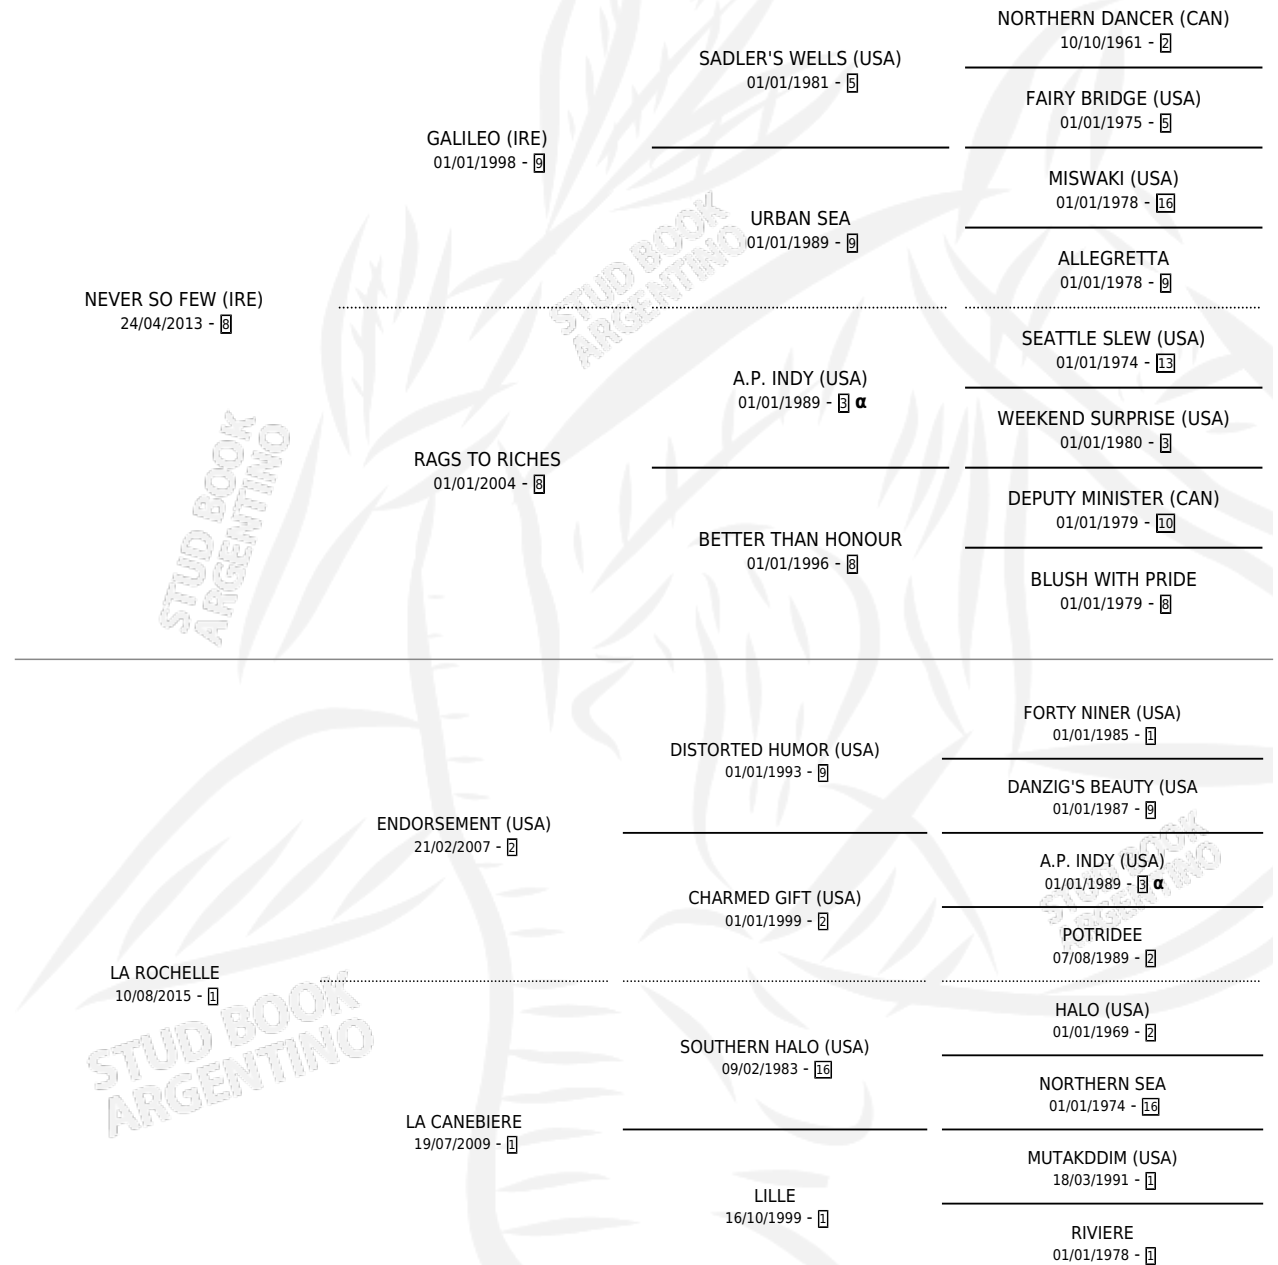 NORTHERN DANCER (CAN)
10/10/1961 - 2
SADLER'S WELLS (USA)
01/01/1981 - 5
FAIRY BRIDGE (USA)
01/01/1975 - 5
GALILEO (IRE)
01/01/1998 - 9
MISWAKI (USA)
01/01/1978 - 16
URBAN SEA
01/01/1989 - 9
ALLEGRETTA
01/01/1978 - 9
NEVER SO FEW (IRE)
24/04/2013 - 8
SEATTLE SLEW (USA)
01/01/1974 - 13
A.P. INDY (USA)
01/01/1989 - 3 α
WEEKEND SURPRISE (USA)
01/01/1980 - 3
RAGS TO RICHES
01/01/2004 - 8
DEPUTY MINISTER (CAN)
01/01/1979 - 10
BETTER THAN HONOUR
01/01/1996 - 8
BLUSH WITH PRIDE
01/01/1979 - 8
FORTY NINER (USA)
01/01/1985 - 1
DISTORTED HUMOR (USA)
01/01/1993 - 9
DANZIG'S BEAUTY (USA
01/01/1987 - 9
ENDORSEMENT (USA)
21/02/2007 - 2
A.P. INDY (USA)
01/01/1989 - 3 α
CHARMED GIFT (USA)
01/01/1999 - 2
POTRIDEE
07/08/1989 - 2
LA ROCHELLE
10/08/2015 - 1
HALO (USA)
01/01/1969 - 2
SOUTHERN HALO (USA)
09/02/1983 - 16
NORTHERN SEA
01/01/1974 - 16
LA CANEBIERE
19/07/2009 - 1
MUTAKDDIM (USA)
18/03/1991 - 1
LILLE
16/10/1999 - 1
RIVIERE
01/01/1978 - 1
STUD BOOK
ARGENTINO
STUD BOOK
ARGENTINO
STUD BOOK
ARGENTINO
STUD BOOK
ARGENTINO